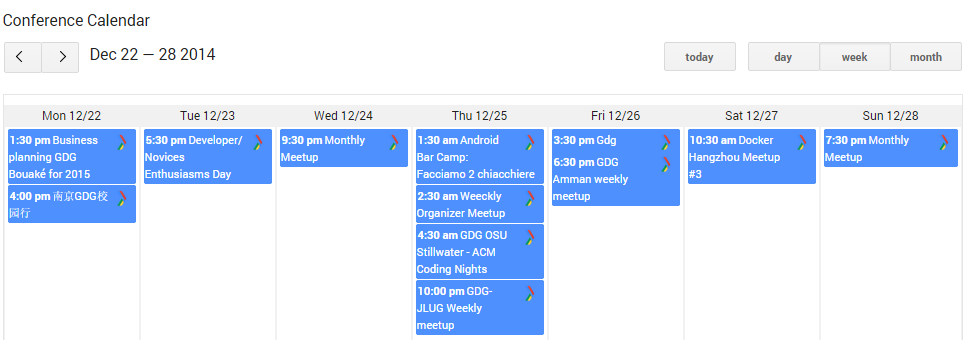 Conference Calendar
Dec 22 — 28 2014
today
day
week
month
Mon 12/22
Tue 12/23
Wed 12/24
Thu 12/25
Fri 12/26
Sat 12/27
Sun 12/28
1:30 pm Business
planning GDG
Bouaké for 2015
4:00 pm 南京GDG校
园行
5:30 pm Developer/
Novices
Enthusiasms Day
9:30 pm Monthly
Meetup
1:30 am Android
Bar Camp:
Facciamo 2 chiacchiere
2:30 am Weeckly
Organizer Meetup
4:30 am GDG OSU
Stillwater - ACM
Coding Nights
10:00 pm GDG-
JLUG Weekly
meetup
3:30 pm Gdg
6:30 pm GDG
Amman weekly
meetup
10:30 am Docker
Hangzhou Meetup
#3
7:30 pm Monthly
Meetup